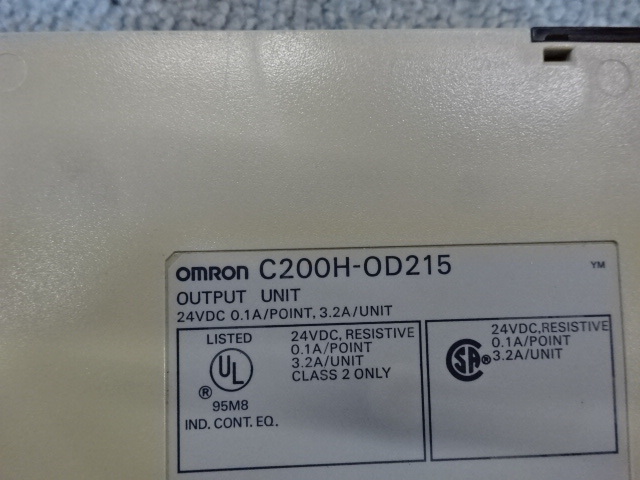 OMRON C200H-OD215 YM
OUTPUT UNIT
24VDC 0.1A/POINT, 3.2A/UNIT
LISTED
UL
®
95M8
IND. CONT. EQ.
24VDC, RESISTIVE
0.1A/POINT
3.2A/UNIT
CLASS 2 ONLY
SA®
24VDC, RESISTIVE
0.1A/POINT
3.2A/UNIT